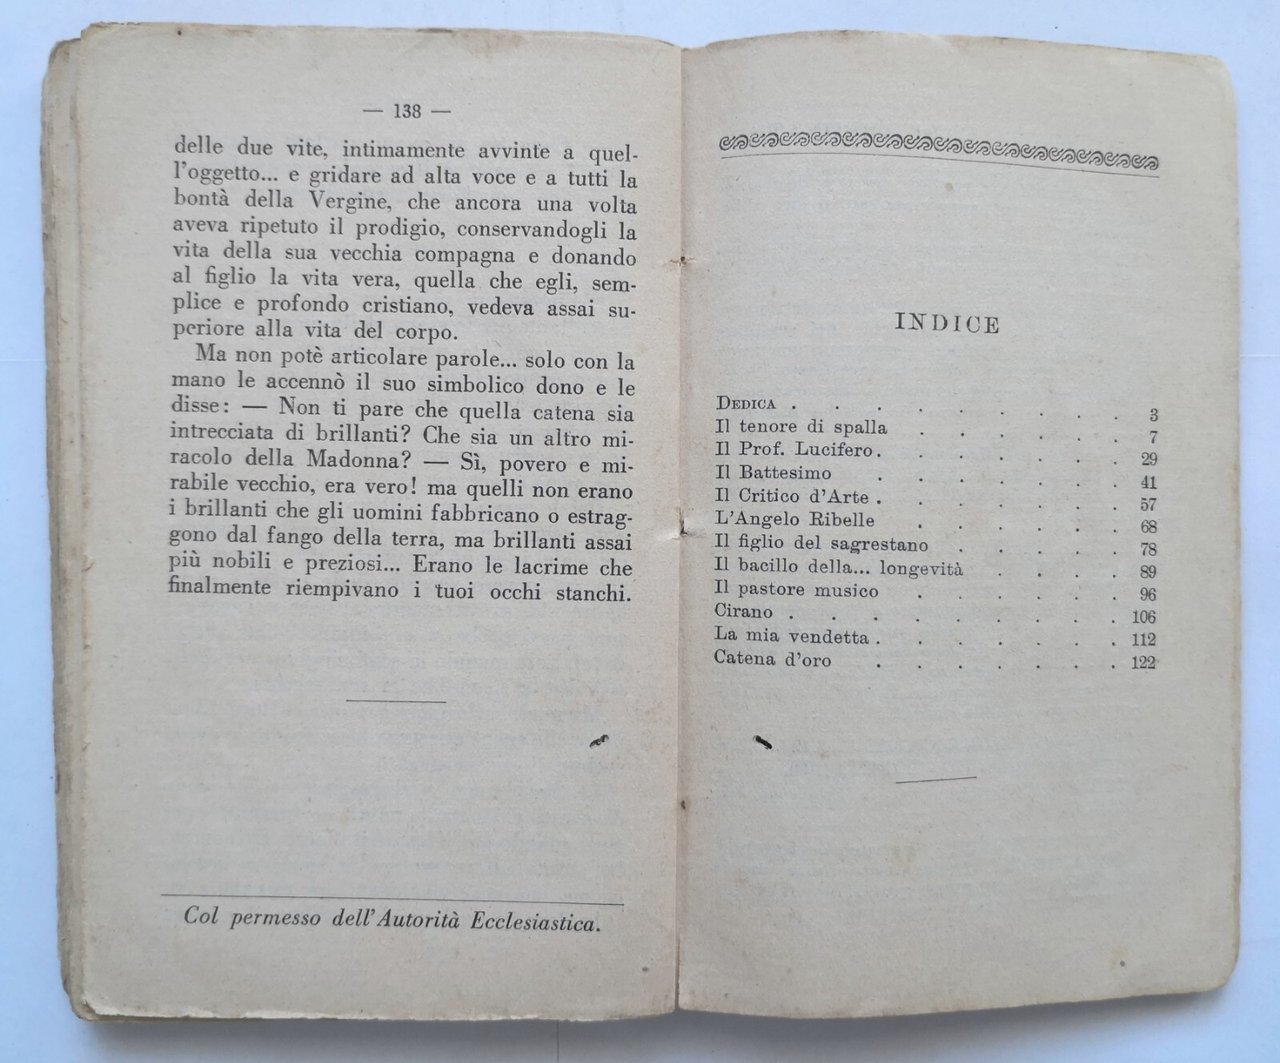 — 138 —
delle due vite, intimamente avvinte a quel-
l'oggetto... e gridare ad alta voce e a tutti la
bontà della Vergine, che ancora una volta
aveva ripetuto il prodigio, conservandogli la
vita della sua vecchia compagna e donando
al figlio la vita vera, quella che egli, sem-
plice e profondo cristiano, vedeva assai su-
periore alla vita del corpo.
Ma non potè articolare parole... solo con la
mano le accennò il suo simbolico dono e le
disse: — Non ti pare che quella catena sia
intrecciata di brillanti? Che sia un altro mi-
racolo della Madonna? — Sì, povero e mi-
rabile vecchio, era vero! ma quelli non erano
i brillanti che gli uomini fabbricano o estrag-
gono dal fango della terra, ma brillanti assai
più nobili e preziosi... Erano le lacrime che
finalmente riempivano i tuoi occhi stanchi.
Col permesso dell'Autorità Ecclesiastica.
INDICE
DEDICA . . . . . . . . . 3
Il tenore di spalla . . . . . . 7
Il Prof. Lucifero . . . . . . . 29
Il Battesimo . . . . . . . 41
Il Critico d'Arte . . . . . . . 57
L'Angelo Ribelle . . . . . . 68
Il figlio del sagrestano . . . . . 78
Il bacillo della... longevità . . . . 89
Il pastore musico . . . . . . 96
Cirano . . . . . . . . . 106
La mia vendetta . . . . . . . 112
Catena d'oro . . . . . . . 122